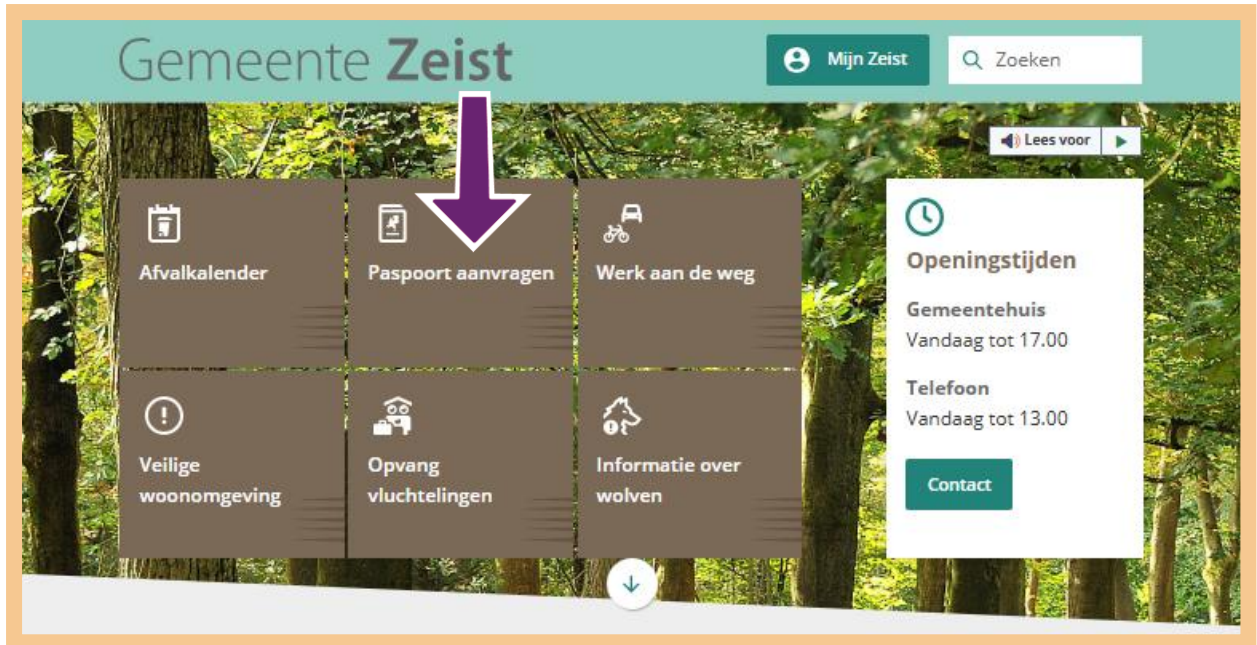 Gemeente Zeist
Mijn Zeist
Zoeken
Lees voor
Afvalkalender
Paspoort aanvragen
Werk aan de weg
Veilige
woonomgeving
Opvang
vluchtelingen
Informatie over
wolven
Openingstijden
Gemeentehuis
Vandaag tot 17.00
Telefoon
Vandaag tot 13.00
Contact